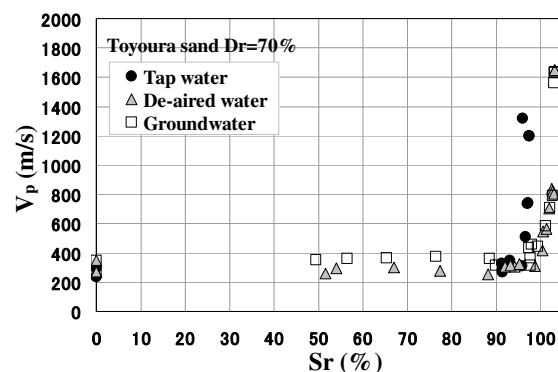 Toyoura sand Dr=70%
Tap water
De-aired water
Groundwater
Vp (m/s)
2000
1800
1600
1400
1200
1000
800
600
400
200
0
0 10 20 30 40 50 60 70 80 90 100
Sr (%)